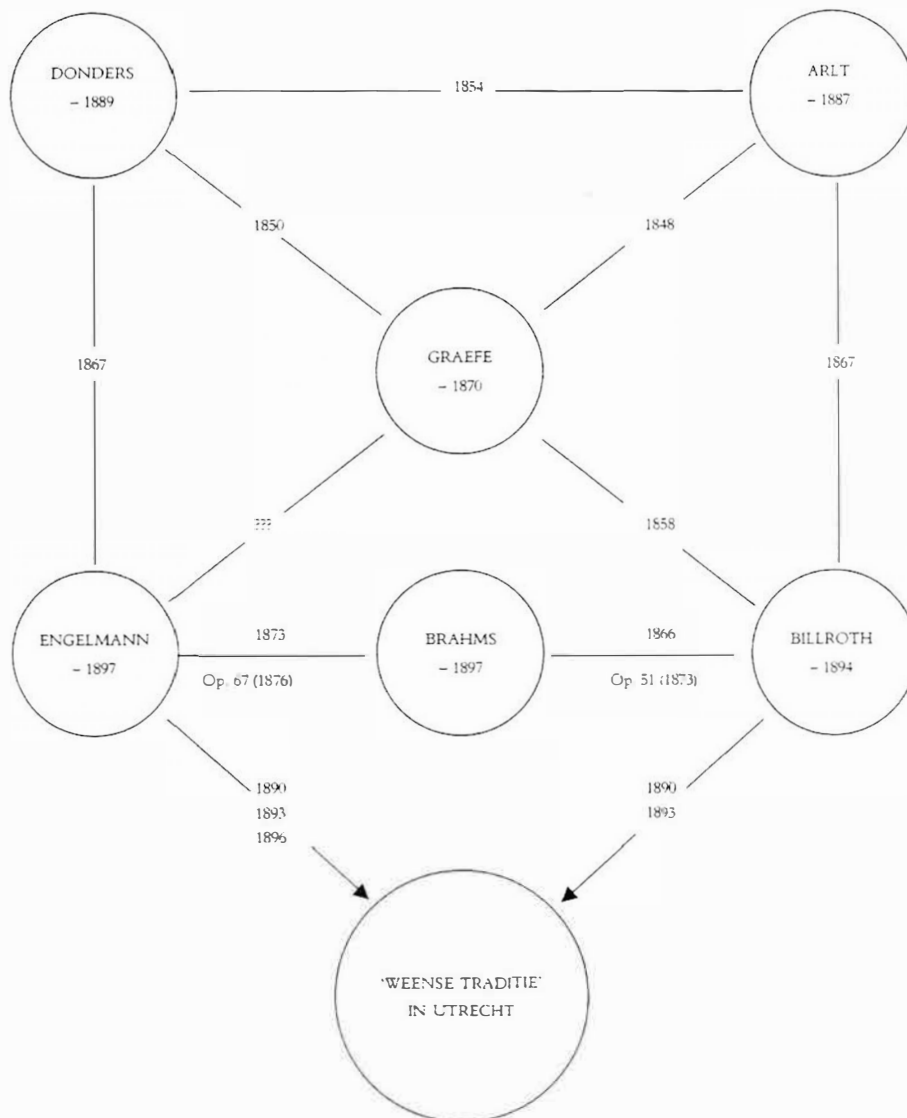 DONDERS
– 1889
ARLT
– 1887
1854
1850
1848
1867
GRAEFE
– 1870
1867
???
1858
ENGELMANN
– 1897
1873
Op. 67 (1876)
BRAHMS
– 1897
1866
Op. 51 (1873)
BILLROTH
– 1894
1890
1893
1896
1890
1893
'WEENSE TRADITIE'
IN UTRECHT